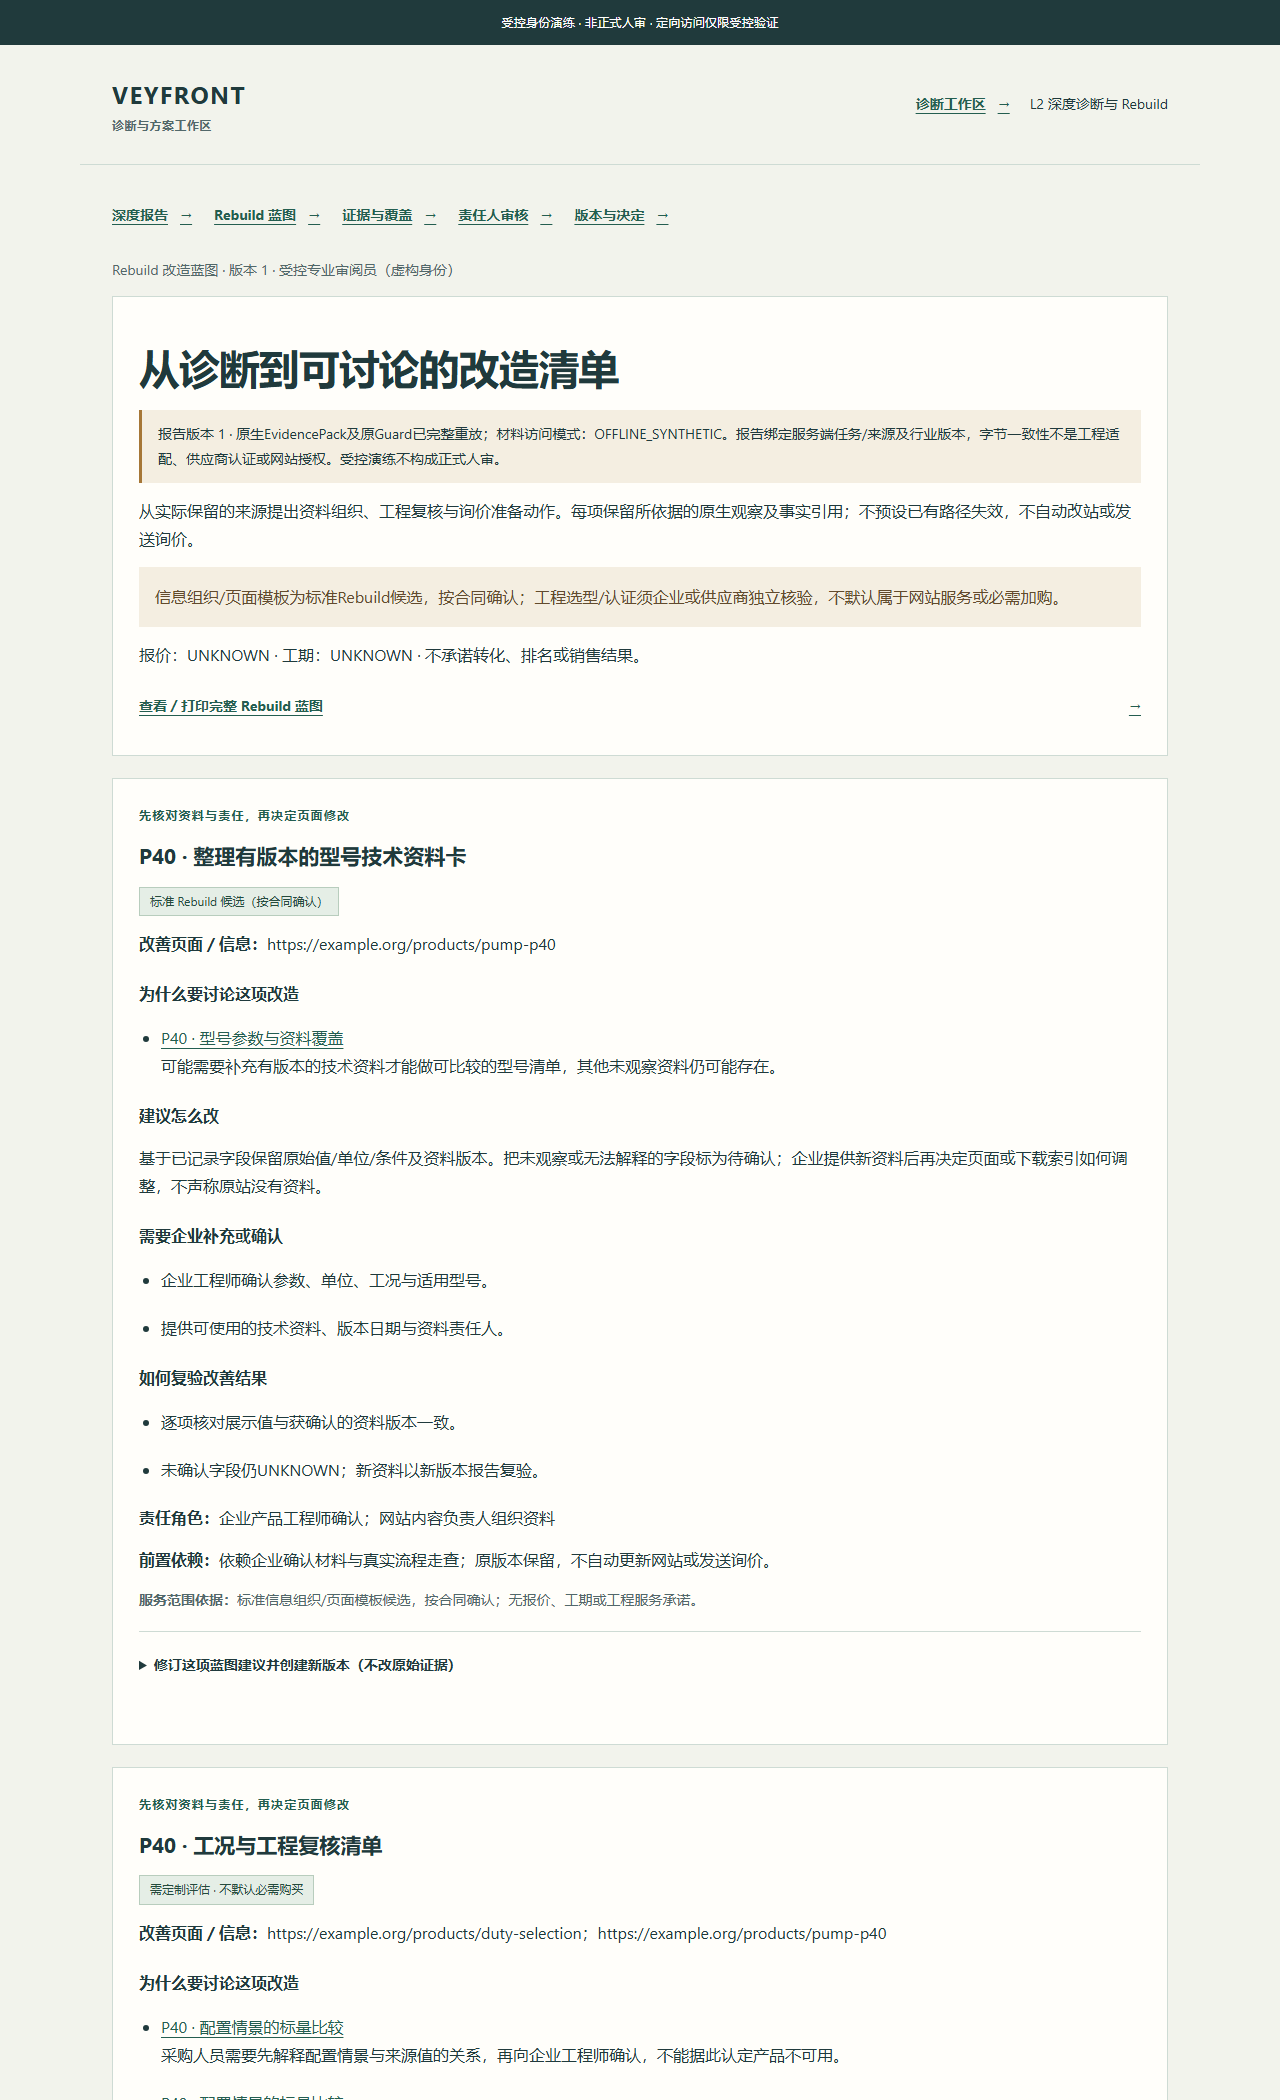 受控身份演练 · 非正式人审 · 定向访问仅限受控验证
VEYFRONT
诊断与方案工作区
诊断工作区 → L2 深度诊断与 Rebuild
深度报告 → Rebuild 蓝图 → 证据与覆盖 → 责任人审核 → 版本与决定 →
Rebuild 改造蓝图 · 版本 1 · 受控专业审阅员（虚构身份）
从诊断到可讨论的改造清单
报告版本 1 · 原生EvidencePack及原Guard已完整重放；材料访问模式：OFFLINE_SYNTHETIC。报告绑定服务端任务/来源及行业版本，字节一致性不是工程适
配、供应商认证或网站授权。受控演练不构成正式人审。
从实际保留的来源提出资料组织、工程复核与询价准备动作。每项保留所依据的原生观察及事实引用；不预设已有路径失效，不自动改站或发
送询价。
信息组织/页面模板为标准Rebuild候选，按合同确认；工程选型/认证须企业或供应商独立核验，不默认属于网站服务或必需加购。
报价：UNKNOWN · 工期：UNKNOWN · 不承诺转化、排名或销售结果。
查看 / 打印完整 Rebuild 蓝图 →
先核对资料与责任，再决定页面修改
P40 · 整理有版本的型号技术资料卡
标准 Rebuild 候选（按合同确认）
改善页面 / 信息：https://example.org/products/pump-p40
为什么要讨论这项改造
P40 · 型号参数与资料覆盖
可能需要补充有版本的技术资料才能做可比较的型号清单，其他未观察资料仍可能存在。
建议怎么改
基于已记录字段保留原始值/单位/条件及资料版本。把未观察或无法解释的字段标为待确认；企业提供新资料后再决定页面或下载索引如何调
整，不声称原站没有资料。
需要企业补充或确认
企业工程师确认参数、单位、工况与适用型号。
提供可使用的技术资料、版本日期与资料责任人。
如何复验改善结果
逐项核对展示值与获确认的资料版本一致。
未确认字段仍UNKNOWN；新资料以新版本报告复验。
责任角色：企业产品工程师确认；网站内容负责人组织资料
前置依赖：依赖企业确认材料与真实流程走查；原版本保留，不自动更新网站或发送询价。
服务范围依据：标准信息组织/页面模板候选，按合同确认；无报价、工期或工程服务承诺。
▶ 修订这项蓝图建议并创建新版本（不改原始证据）
先核对资料与责任，再决定页面修改
P40 · 工况与工程复核清单
需定制评估 · 不默认必需购买
改善页面 / 信息：https://example.org/products/duty-selection；https://example.org/products/pump-p40
为什么要讨论这项改造
P40 · 配置情景的标量比较
采购人员需要先解释配置情景与来源值的关系，再向企业工程师确认，不能据此认定产品不可用。